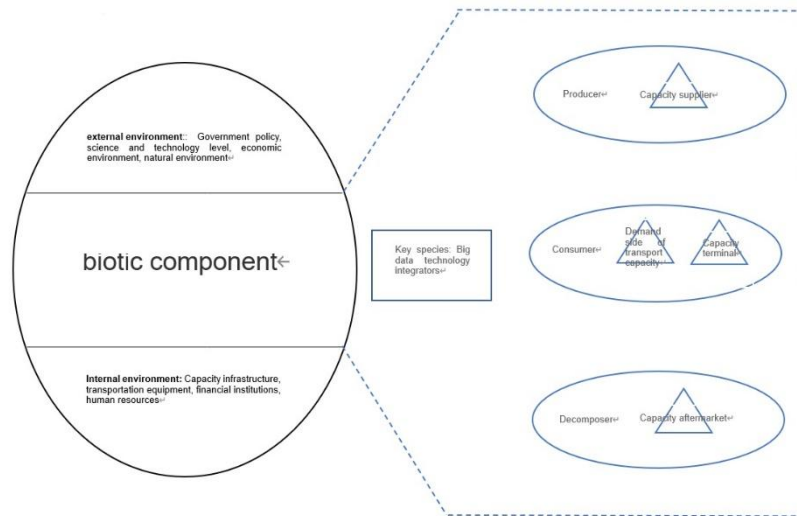 external environment:: Government policy,
science and technology level, economic
environment, natural environment↵
biotic component↵
Internal environment: Capacity infrastructure,
transportation equipment, financial institutions,
human resources↵
Key species: Big
data technology
integrators↵
Producer↵
Capacity supplier↵
Consumer↵
Demand
side of
transport
capacity↵
Capacity
terminal↵
Decomposer↵
Capacity aftermarket↵